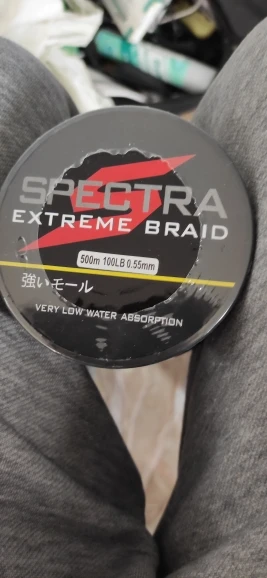 SPECTRA
EXTREME BRAID
500m 100LB 0.55mm
強いモール
VERY LOW WATER ABSORPTION